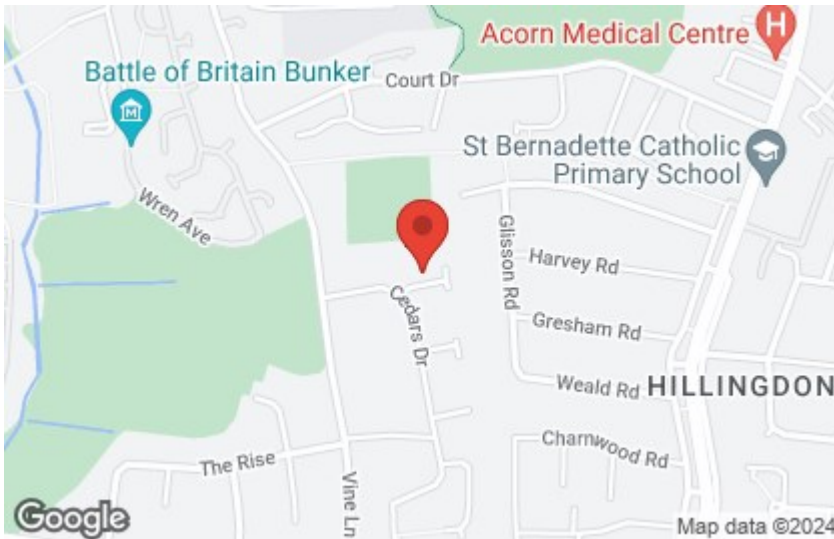 Acorn Medical Centre
H
Battle of Britain Bunker
M
Court Dr
St Bernadette Catholic
Primary School
Wren Ave
Glisson Rd
Harvey Rd
Cedars Dr
Gresham Rd
Weald Rd
HILLINGDON
Charnwood Rd
The Rise
Vine Ln
Google
Map data ©2024